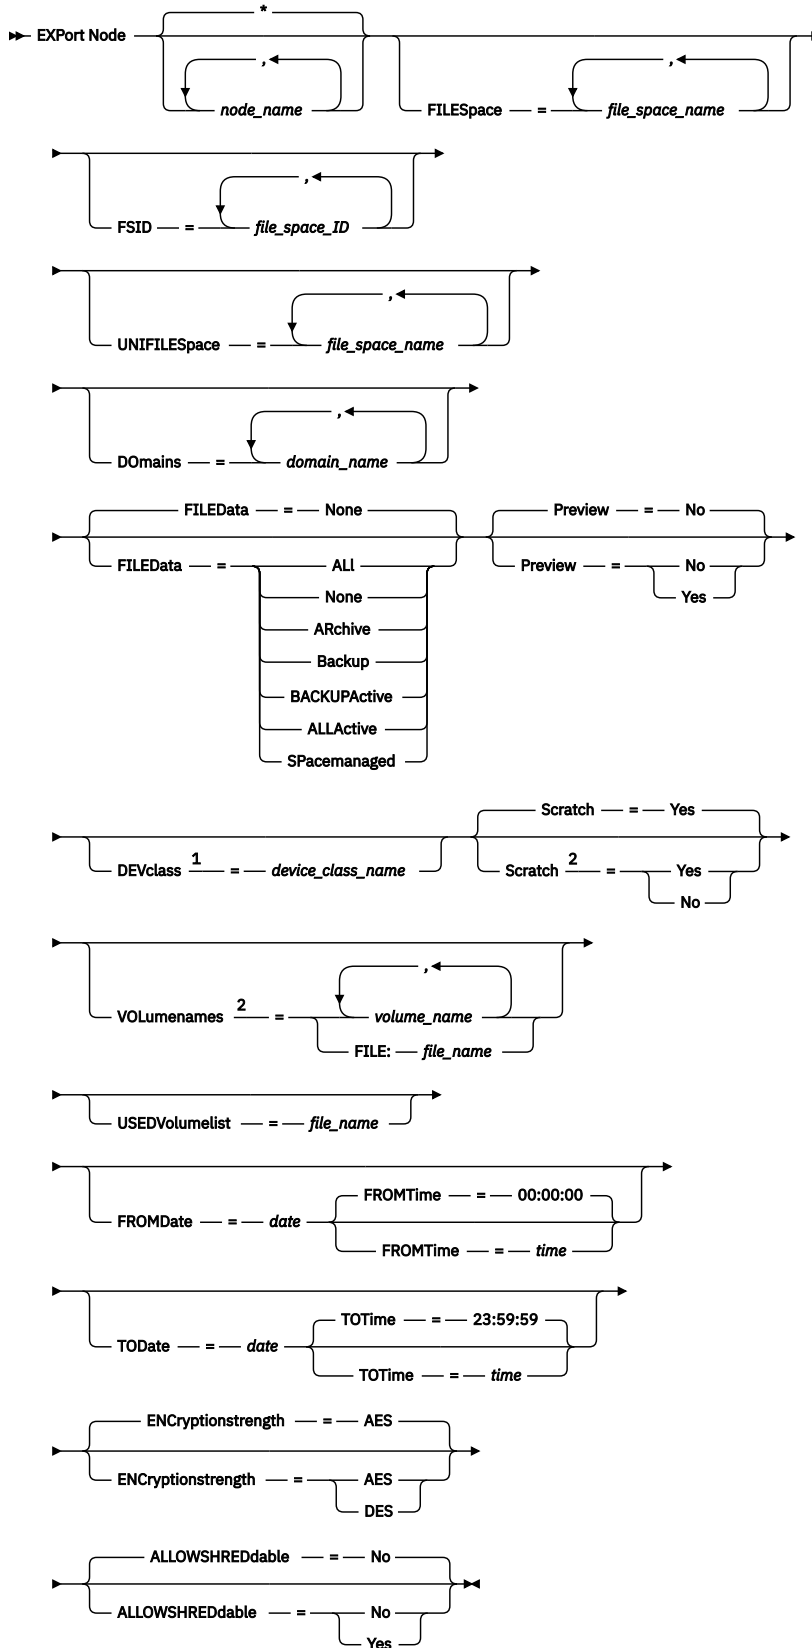 *
EXPort Node
,
node_name
FILESpace = ,
file_space_name
,
FSID = file_space_ID
,
UNIFILESpace = file_space_name
,
DOmains = domain_name
FILEData = None
FILEData = ALl
None
ARchive
Backup
BACKUPActive
ALLActive
SPacemanaged
Preview = No
Preview = No
Yes
DEVclass 1 = device_class_name
Scratch = Yes
Scratch 2 = Yes
No
,
VOLumenames 2 = volume_name
FILE: file_name
USEDVolumelist = file_name
FROMTime = 00:00:00
FROMDate = date
FROMTime = time
TOTime = 23:59:59
TODate = date
TOTime = time
ENCryptionstrength = AES
ENCryptionstrength = AES
DES
ALLOWSHREDdable = No
ALLOWSHREDdable = No
Yes